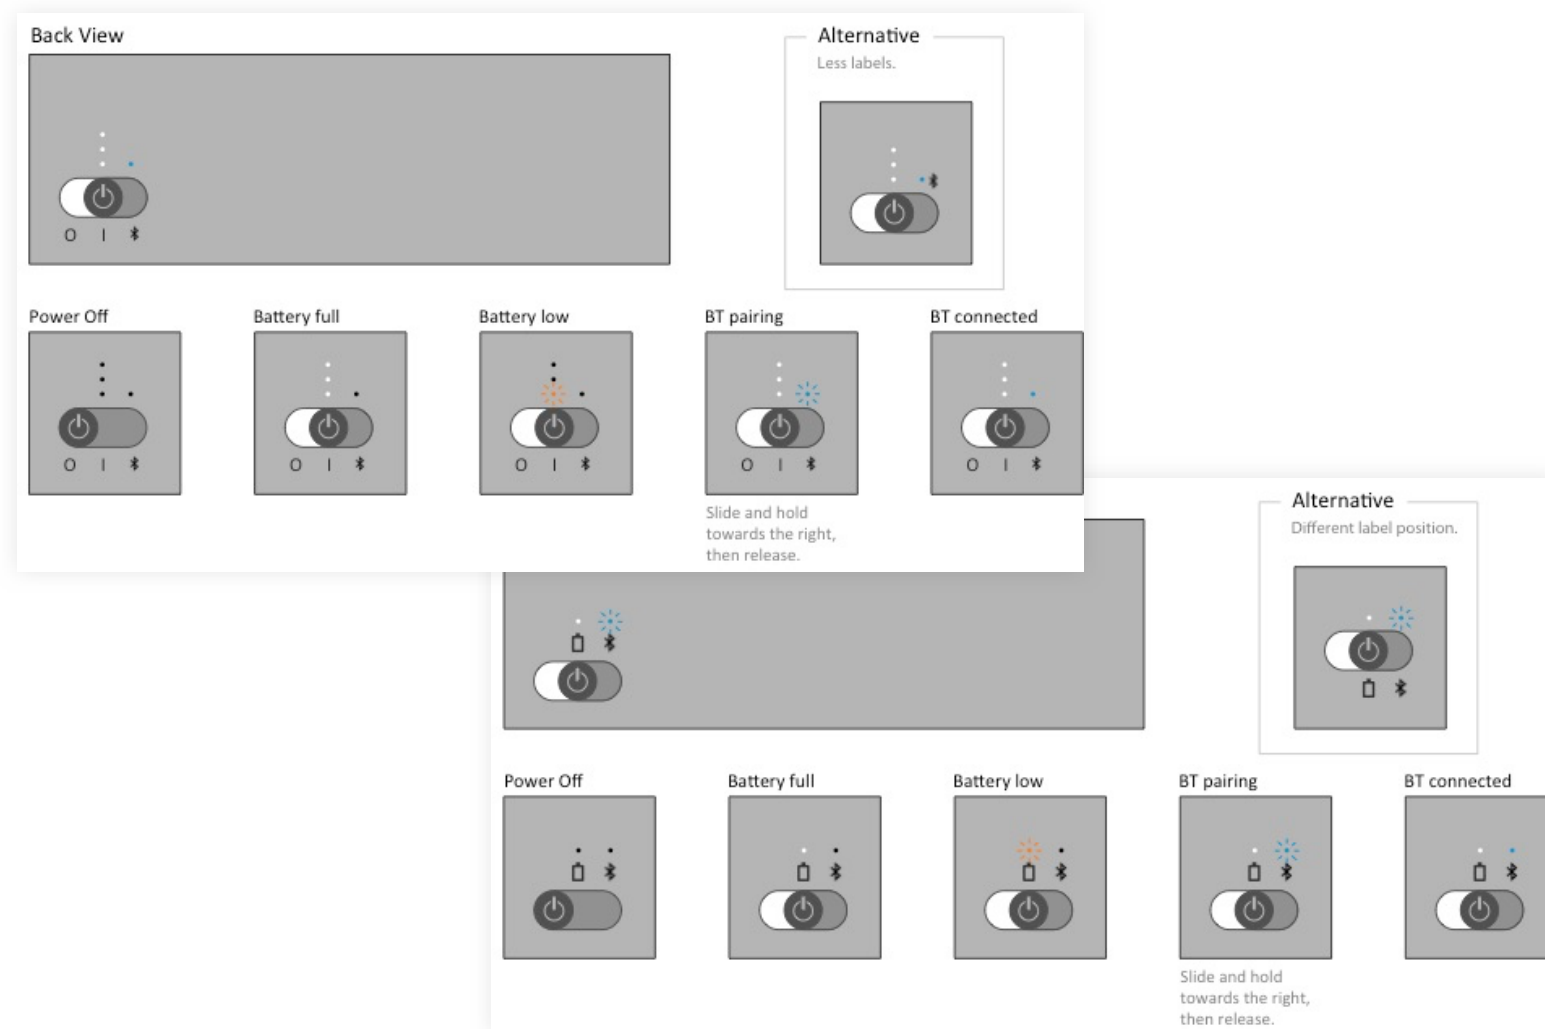 Back View
Alternative
Less labels.
O I
Power Off
Battery full
Battery low
BT pairing
BT connected
O I
O I
O I
O I
O I
Slide and hold
towards the right,
then release.
Alternative
Different label position.
Power Off
Battery full
Battery low
BT pairing
BT connected
Slide and hold
towards the right,
then release.